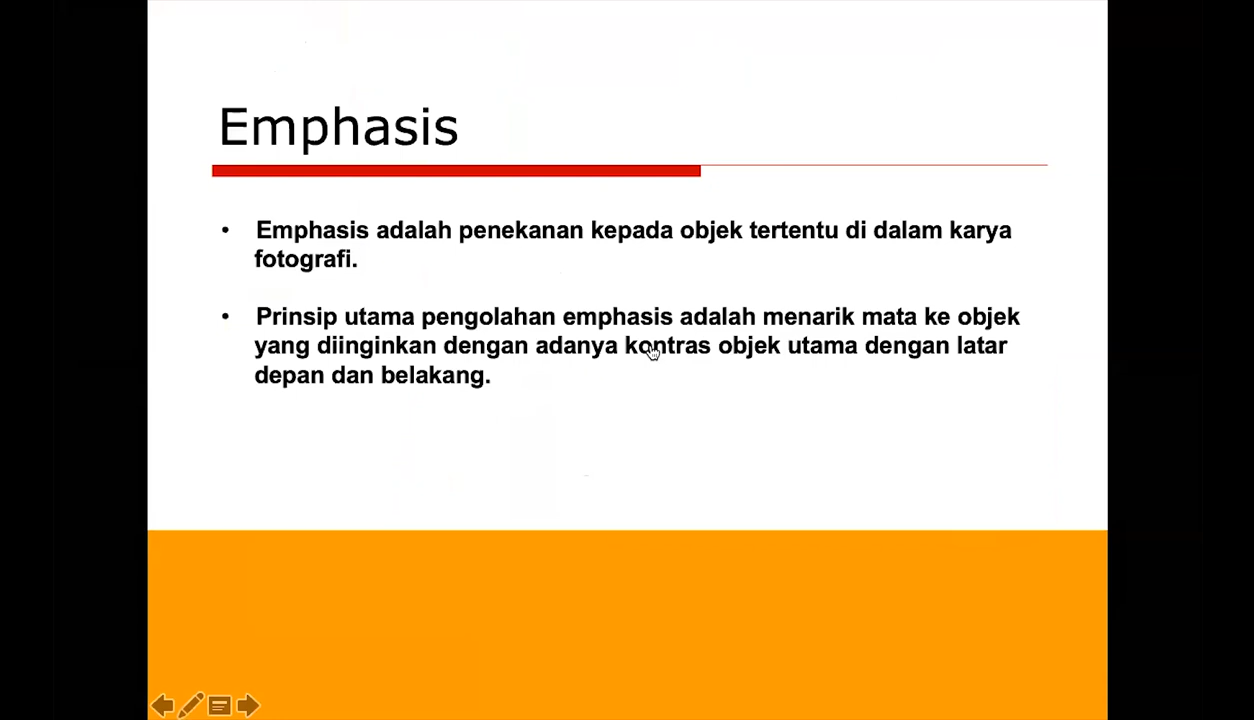 Emphasis
• Emphasis adalah penekanan kepada objek tertentu di dalam karya
fotografi.
• Prinsip utama pengolahan emphasis adalah menarik mata ke objek
yang diinginkan dengan adanya kontras objek utama dengan latar
depan dan belakang.